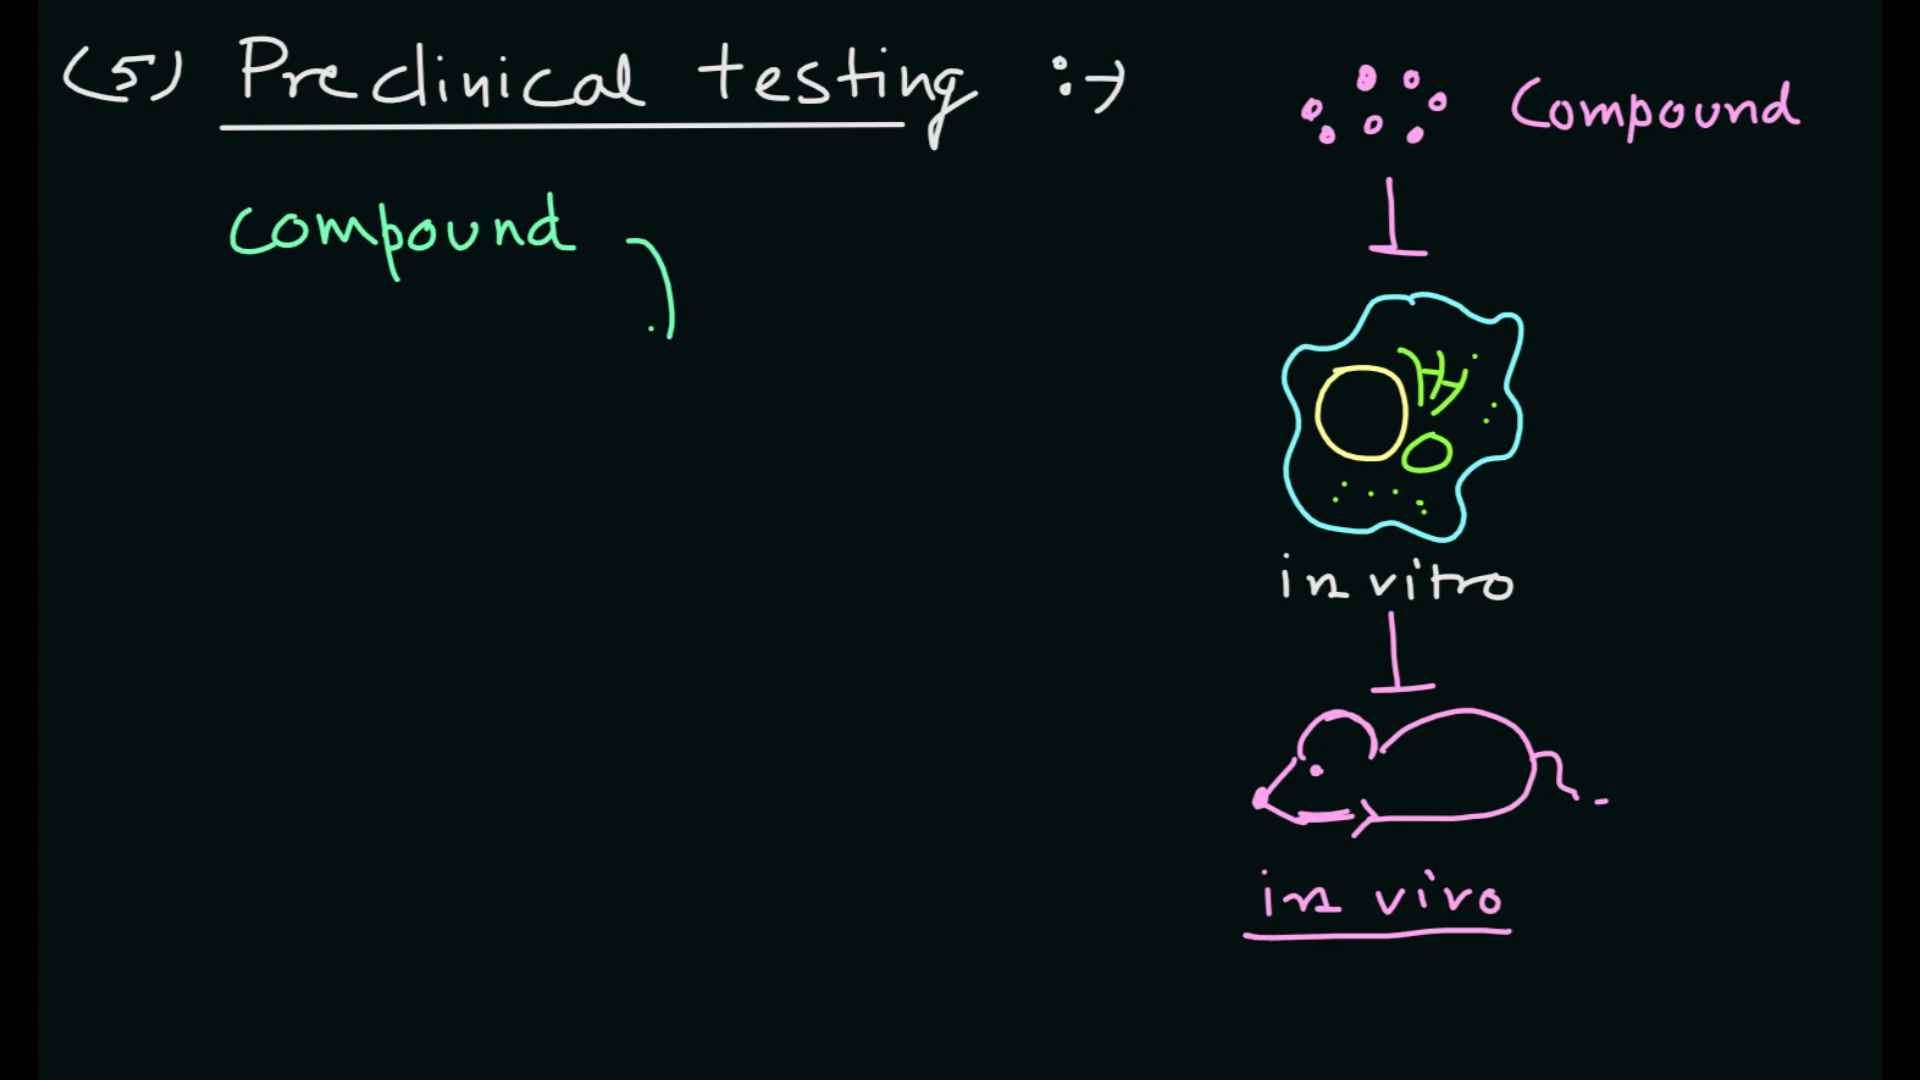 (5) Preclinical testing :→
Compound
compound
in vitro
in vivo